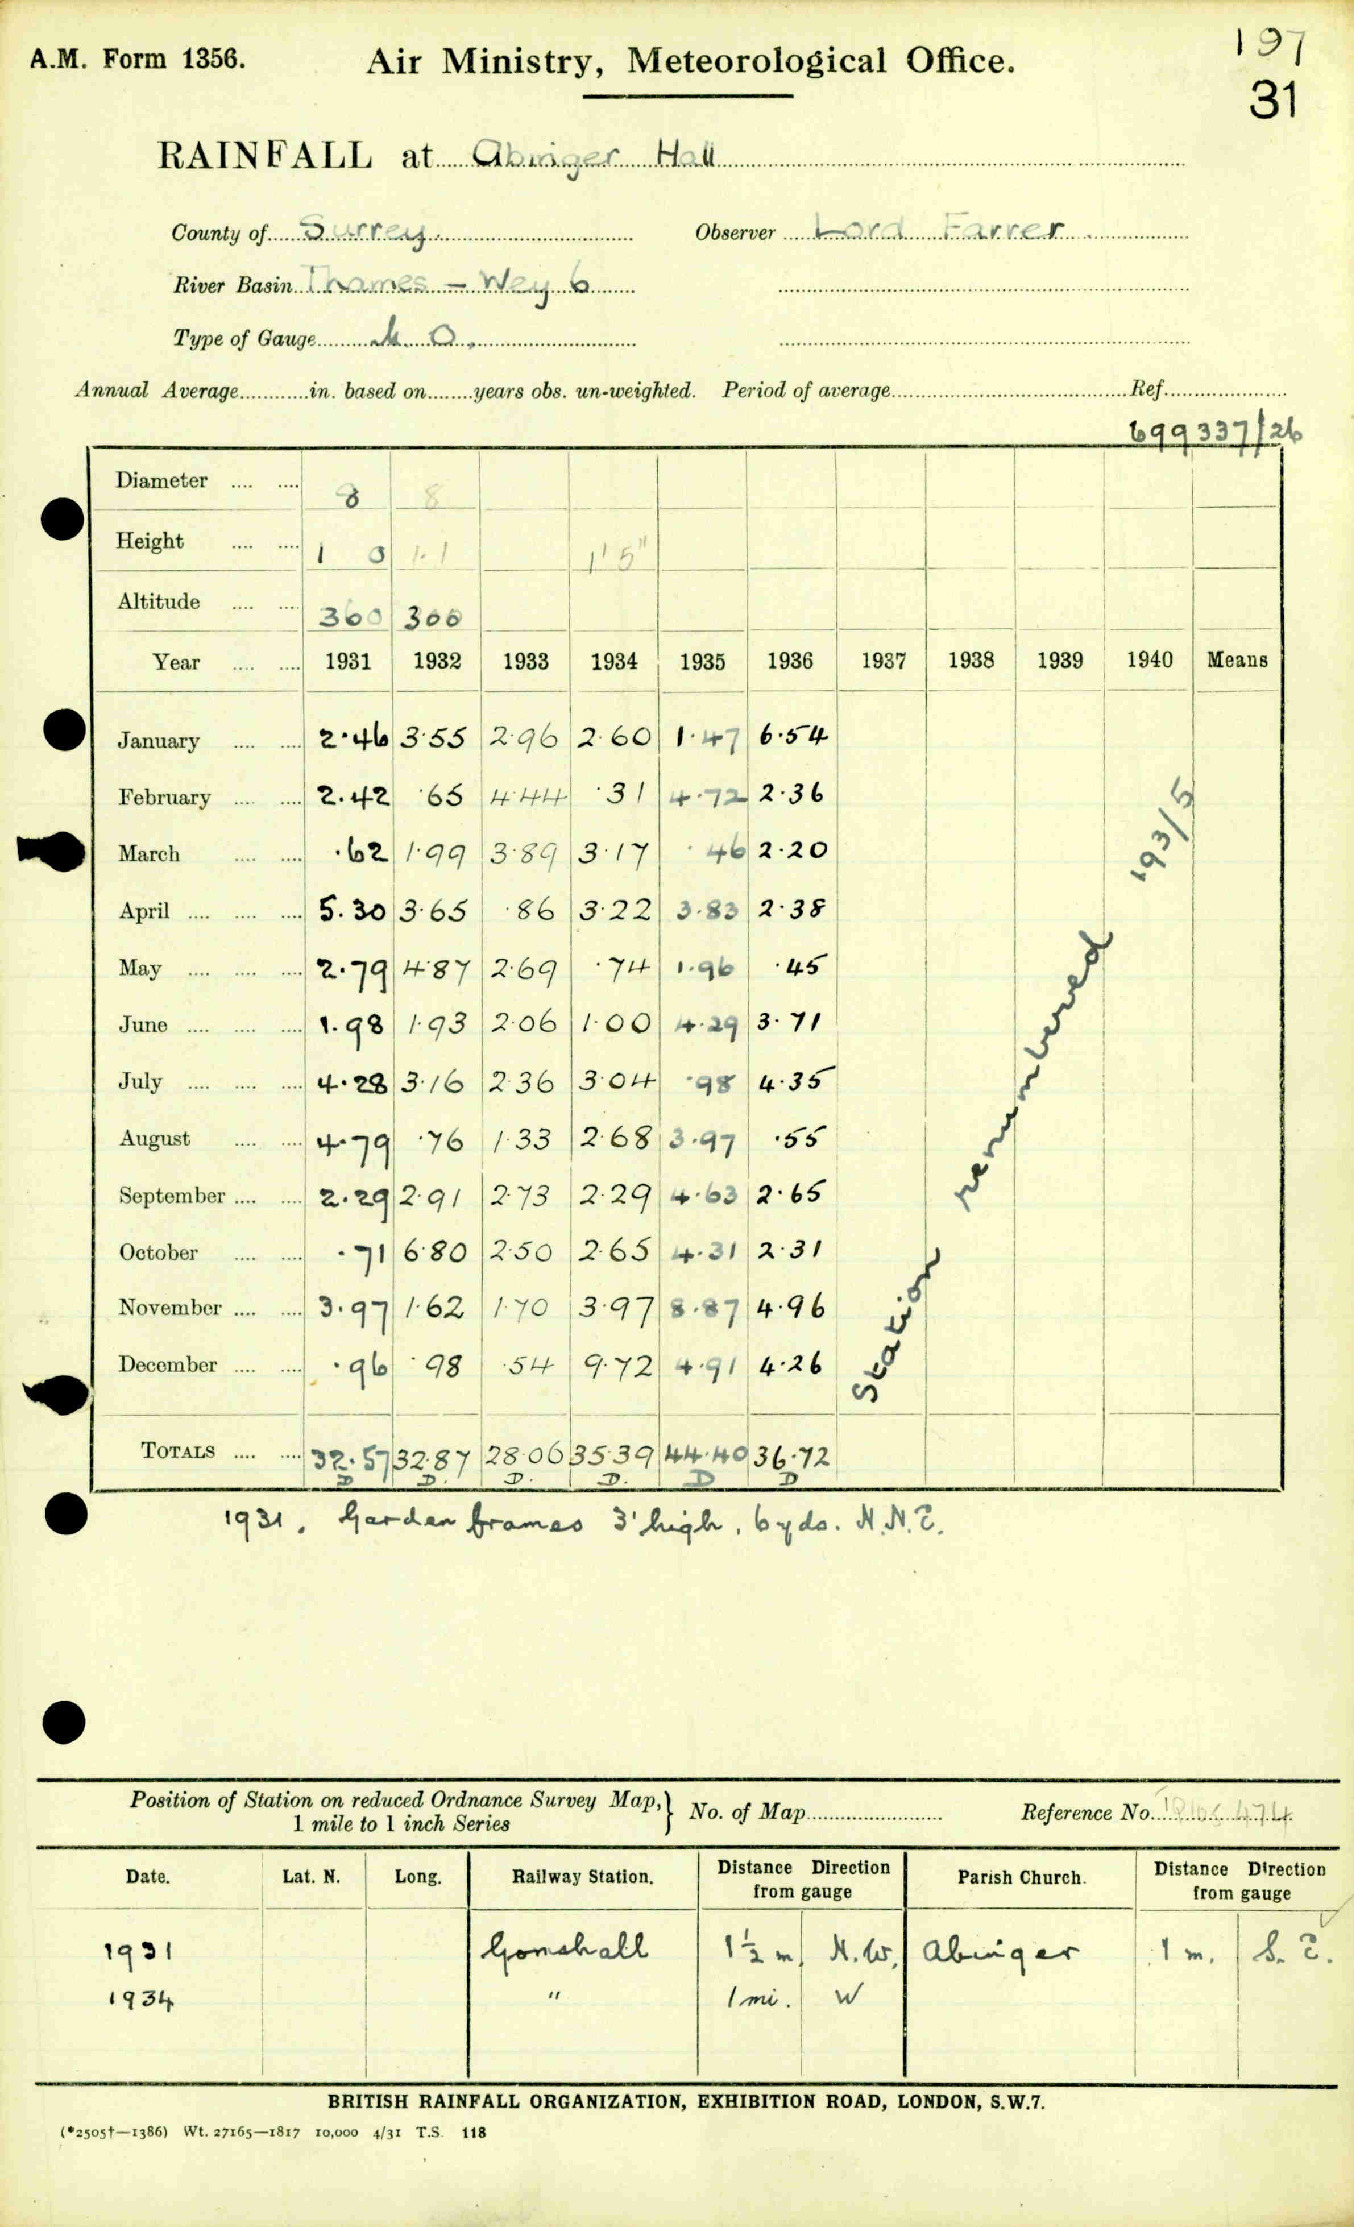 A.M. Form 1356.
Air Ministry, Meteorological Office.
197
31
RAINFALL at Abinger Hall
County of Surrey. Observer Lord Farrer
River Basin Thames – Wey 6
Type of Gauge M. O.
Annual Average............in. based on........years obs. un-weighted. Period of average.......... Ref..........
699337/26
Diameter .... .... 8 8
Height .... .... 1 0 1·1 1' 5"
Altitude .... .... 360 300
Year .... .... 1931 1932 1933 1934 1935 1936 1937 1938 1939 1940 Means
January .... .... 2·46 3·55 2·96 2·60 1·47 6·54
February .... .... 2.42 ·65 4·44 ·31 4·72 2·36
March .... .... ·62 1·99 3·89 3·17 ·46 2·20
April .... .... .... 5.30 3·65 ·86 3·22 3·83 2·38
May .... .... .... 2·79 4·87 2·69 ·74 1·96 ·45
June .... .... .... 1.98 1·93 2·06 1·00 4·29 3·71
July .... .... .... 4·28 3·16 2·36 3·04 ·98 4·35
August .... .... 4·79 ·76 1·33 2·68 3·97 ·55
September .... .... 2.29 2·91 2·73 2·29 4·63 2·65
October .... .... ·71 6·80 2·50 2·65 4·31 2·31
November .... .... 3·97 1·62 1·70 3·97 8·87 4·96
December .... .... ·96 ·98 ·54 9·72 4·91 4·26
TOTALS .... .... 32.57 32·87 28·06 35·39 44·40 36·72
D D. D. D. D D
Station renumbered 193/5
1931. Garden frames 3' high, 6 yds. N.N.E.
Position of Station on reduced Ordnance Survey Map,
1 mile to 1 inch Series } No. of Map.......... Reference No.
Date. Lat. N. Long. Railway Station. Distance Direction from gauge Parish Church. Distance Direction from gauge
1931 Gomshall 1½ m. N.W. Abinger 1 m. S.E.
1934 " 1 mi. W
BRITISH RAINFALL ORGANIZATION, EXHIBITION ROAD, LONDON, S.W.7.
(*2505†—1386) Wt. 27165—1817 10,000 4/31 T.S. 118